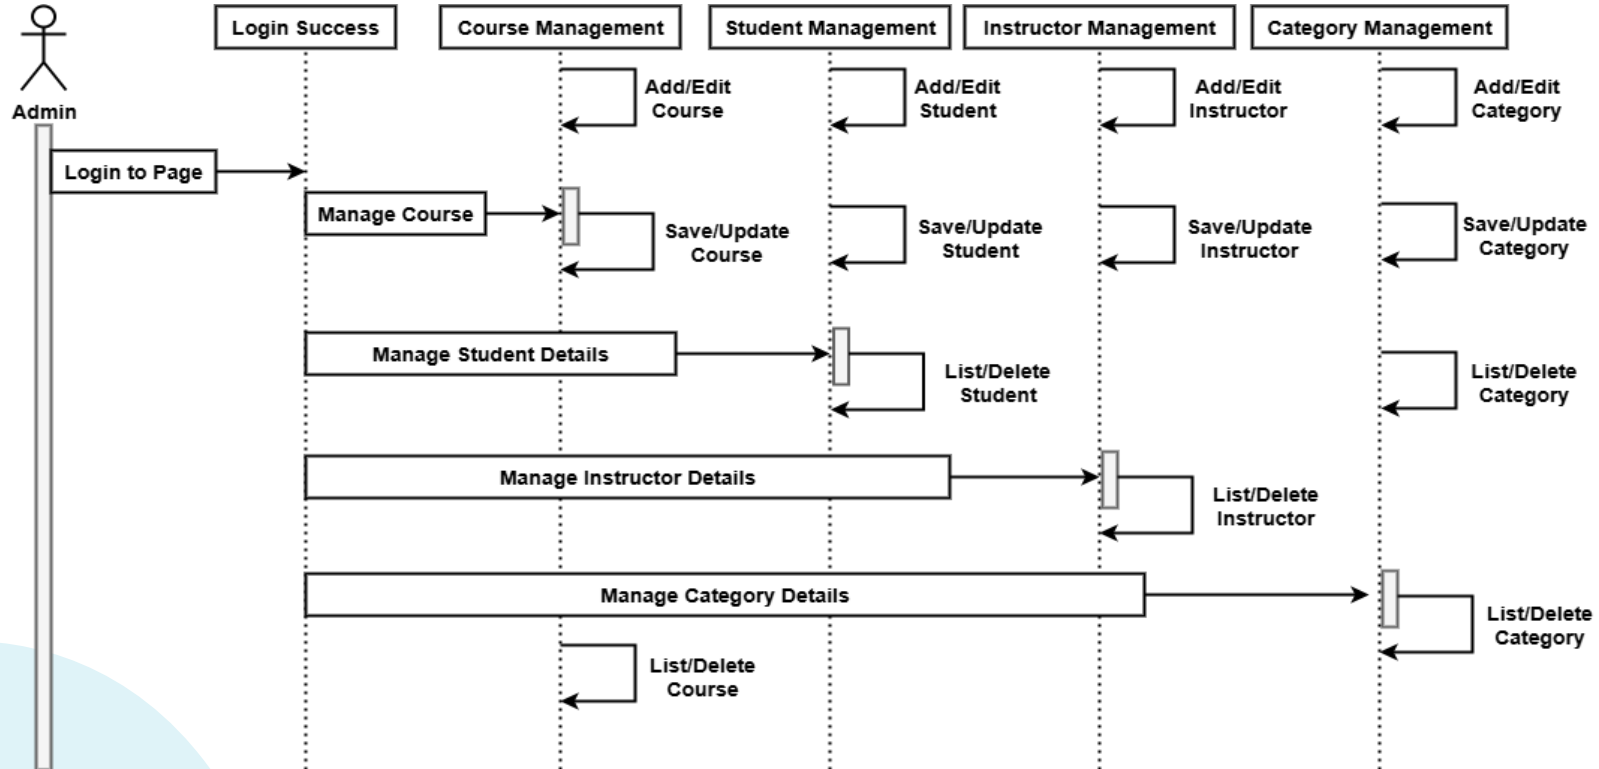 Login Success
Course Management
Student Management
Instructor Management
Category Management
Admin
Add/Edit
Course
Add/Edit
Student
Add/Edit
Instructor
Add/Edit
Category
Login to Page
Manage Course
Save/Update
Course
Save/Update
Student
Save/Update
Instructor
Save/Update
Category
Manage Student Details
List/Delete
Student
List/Delete
Category
Manage Instructor Details
List/Delete
Instructor
Manage Category Details
List/Delete
Category
List/Delete
Course